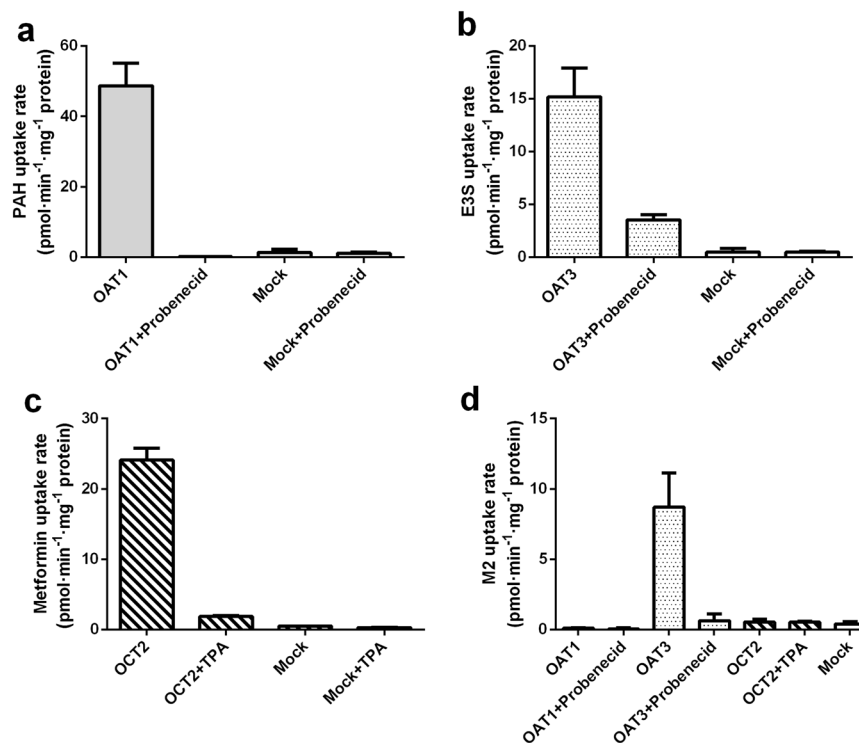 a
PAH uptake rate
(pmol·min⁻¹·mg⁻¹ protein)
60
40
20
0
OAT1
OAT1+Probenecid
Mock
Mock+Probenecid
b
E3S uptake rate
(pmol·min⁻¹·mg⁻¹ protein)
20
15
10
5
0
OAT3
OAT3+Probenecid
Mock
Mock+Probenecid
c
Metformin uptake rate
(pmol·min⁻¹·mg⁻¹ protein)
30
20
10
0
OCT2
OCT2+TPA
Mock
Mock+TPA
d
M2 uptake rate
(pmol·min⁻¹·mg⁻¹ protein)
15
10
5
0
OAT1
OAT1+Probenecid
OAT3
OAT3+Probenecid
OCT2
OCT2+TPA
Mock